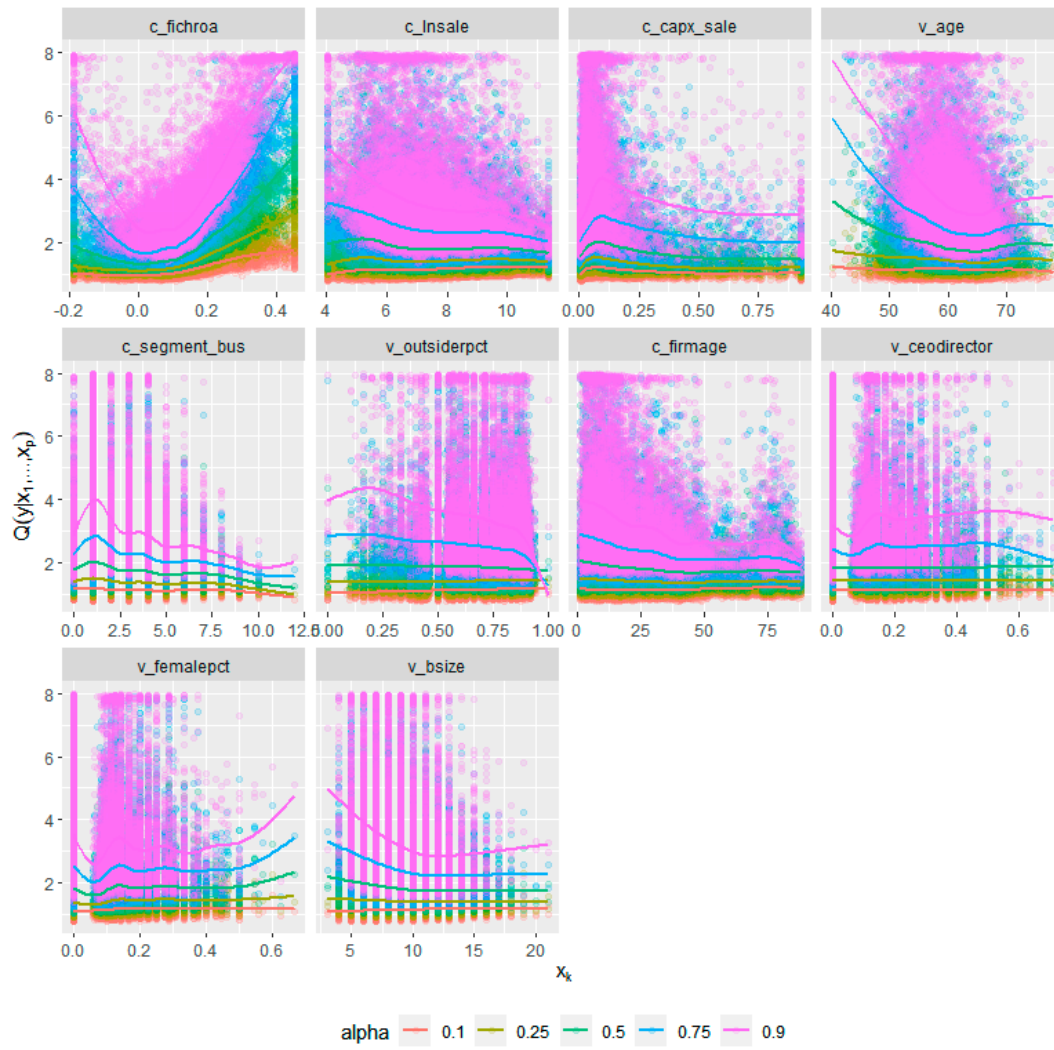 c_fichroa c_lnsale c_capx_sale v_age
8
6
4
2
-0.2 0.0 0.2 0.4 4 6 8 10 0.00 0.25 0.50 0.75 40 50 60 70
c_segment_bus v_outsiderpct c_firmage v_ceodirector
8
6
4
2
0.0 2.5 5.0 7.5 10.0 12.5 0.00 0.25 0.50 0.75 1.00 0 25 50 75 0.0 0.2 0.4 0.6
Q(y|x1,...,xp)
v_femalepct v_bsize
8
6
4
2
0.0 0.2 0.4 0.6 5 10 15 20
xk
alpha 0.1 0.25 0.5 0.75 0.9